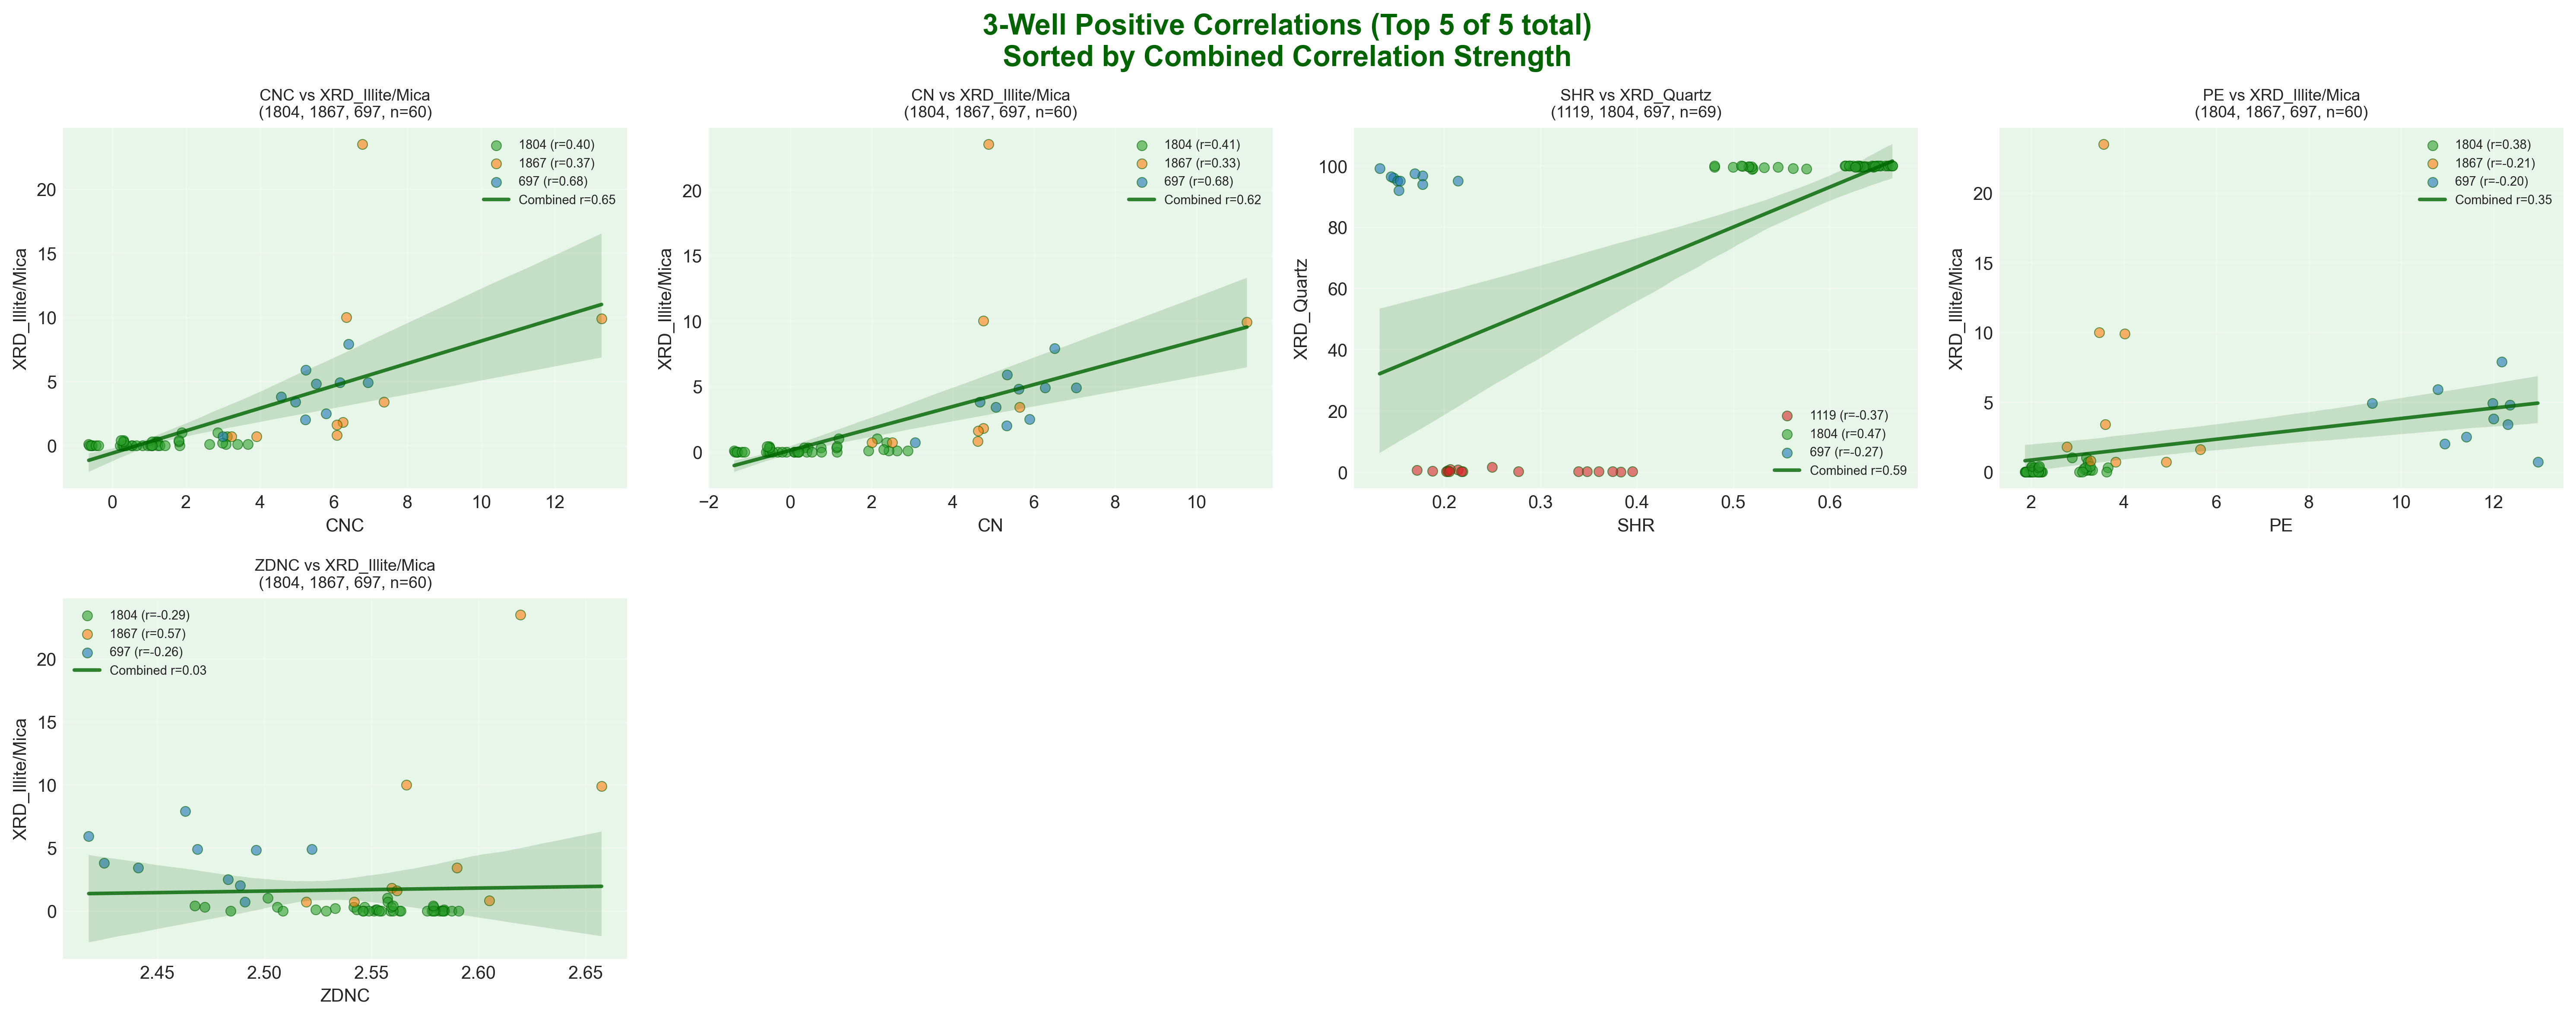 3-Well Positive Correlations (Top 5 of 5 total)
Sorted by Combined Correlation Strength
CNC vs XRD_Illite/Mica
(1804, 1867, 697, n=60)
1804 (r=0.40)
1867 (r=0.37)
697 (r=0.68)
Combined r=0.65
20
15
10
5
0
XRD_Illite/Mica
0 2 4 6 8 10 12
CNC
CN vs XRD_Illite/Mica
(1804, 1867, 697, n=60)
1804 (r=0.41)
1867 (r=0.33)
697 (r=0.68)
Combined r=0.62
20
15
10
5
0
XRD_Illite/Mica
−2 0 2 4 6 8 10
CN
SHR vs XRD_Quartz
(1119, 1804, 697, n=69)
100
80
60
40
20
0
XRD_Quartz
1119 (r=-0.37)
1804 (r=0.47)
697 (r=-0.27)
Combined r=0.59
0.2 0.3 0.4 0.5 0.6
SHR
PE vs XRD_Illite/Mica
(1804, 1867, 697, n=60)
1804 (r=0.38)
1867 (r=-0.21)
697 (r=-0.20)
Combined r=0.35
20
15
10
5
0
XRD_Illite/Mica
2 4 6 8 10 12
PE
ZDNC vs XRD_Illite/Mica
(1804, 1867, 697, n=60)
1804 (r=-0.29)
1867 (r=0.57)
697 (r=-0.26)
Combined r=0.03
20
15
10
5
0
XRD_Illite/Mica
2.45 2.50 2.55 2.60 2.65
ZDNC